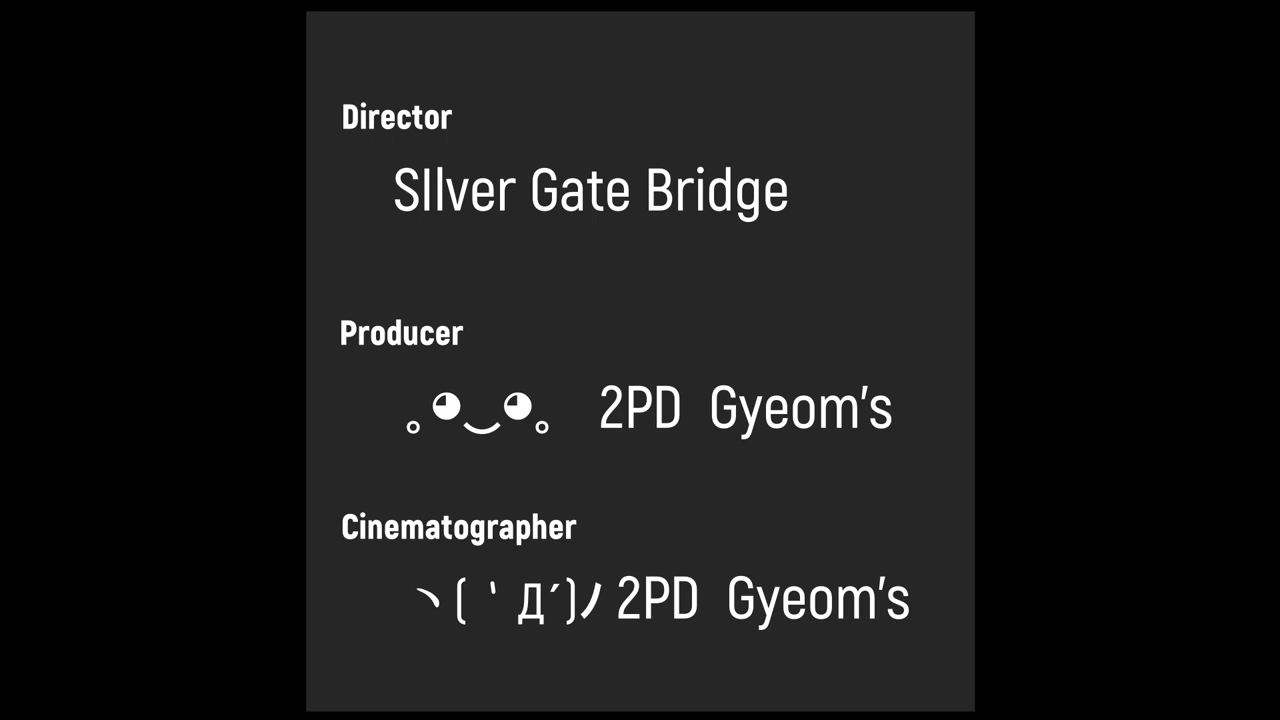 Director
SIlver Gate Bridge
Producer
｡◕‿◕｡ 2PD Gyeom's
Cinematographer
ヽ( ‵Д´)ﾉ 2PD Gyeom's